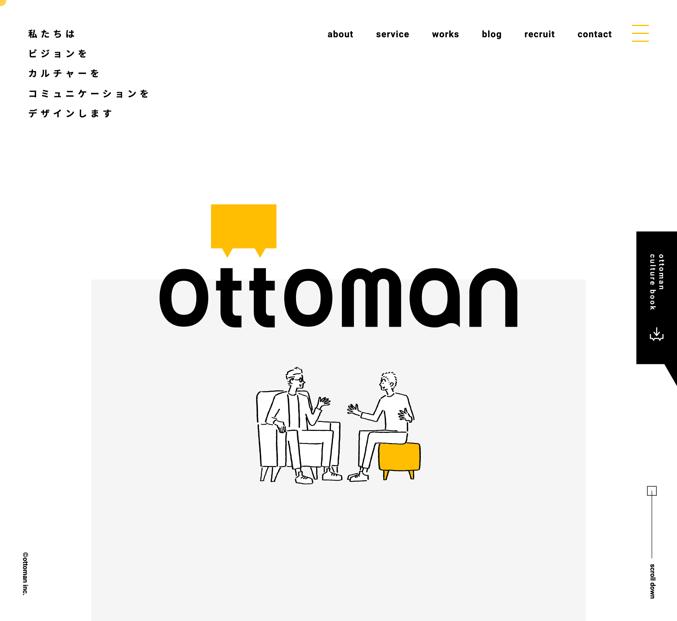 私たちは
ビジョンを
カルチャーを
コミュニケーションを
デザインします
about service works blog recruit contact
ottoman
ottoman
culture book
©ottoman inc.
scroll down